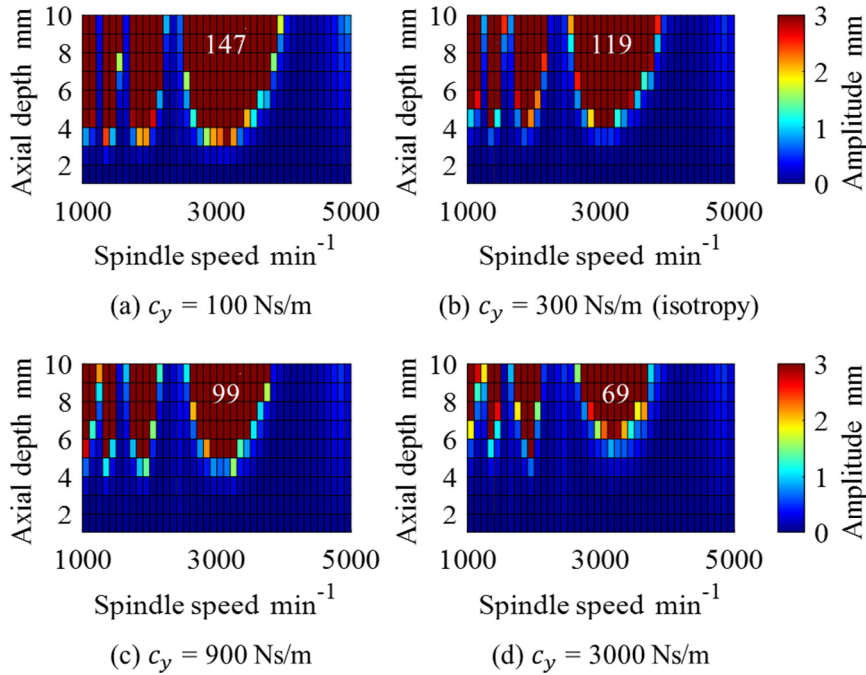 10
8
6
4
2
Axial depth mm
147
1000 3000 5000
Spindle speed min⁻¹
(a) c_y = 100 Ns/m
10
8
6
4
2
Axial depth mm
119
1000 3000 5000
Spindle speed min⁻¹
(b) c_y = 300 Ns/m (isotropy)
3
2
1
0
Amplitude mm
10
8
6
4
2
Axial depth mm
99
1000 3000 5000
Spindle speed min⁻¹
(c) c_y = 900 Ns/m
10
8
6
4
2
Axial depth mm
69
1000 3000 5000
Spindle speed min⁻¹
(d) c_y = 3000 Ns/m
3
2
1
0
Amplitude mm